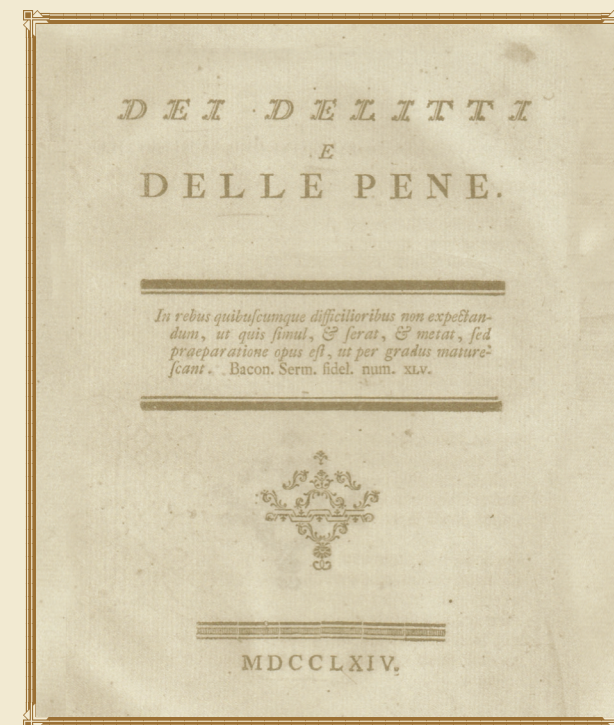 DEI DELITTI
E
DELLE PENE.
In rebus quibuſcumque difficilioribus non expectan-
dum, ut quis ſimul, & ſerat, & metat, ſed
praeparatione opus eſt, ut per gradus mature-
ſcant. Bacon. Serm. fidel. num. XLV.
MDCCLXIV.